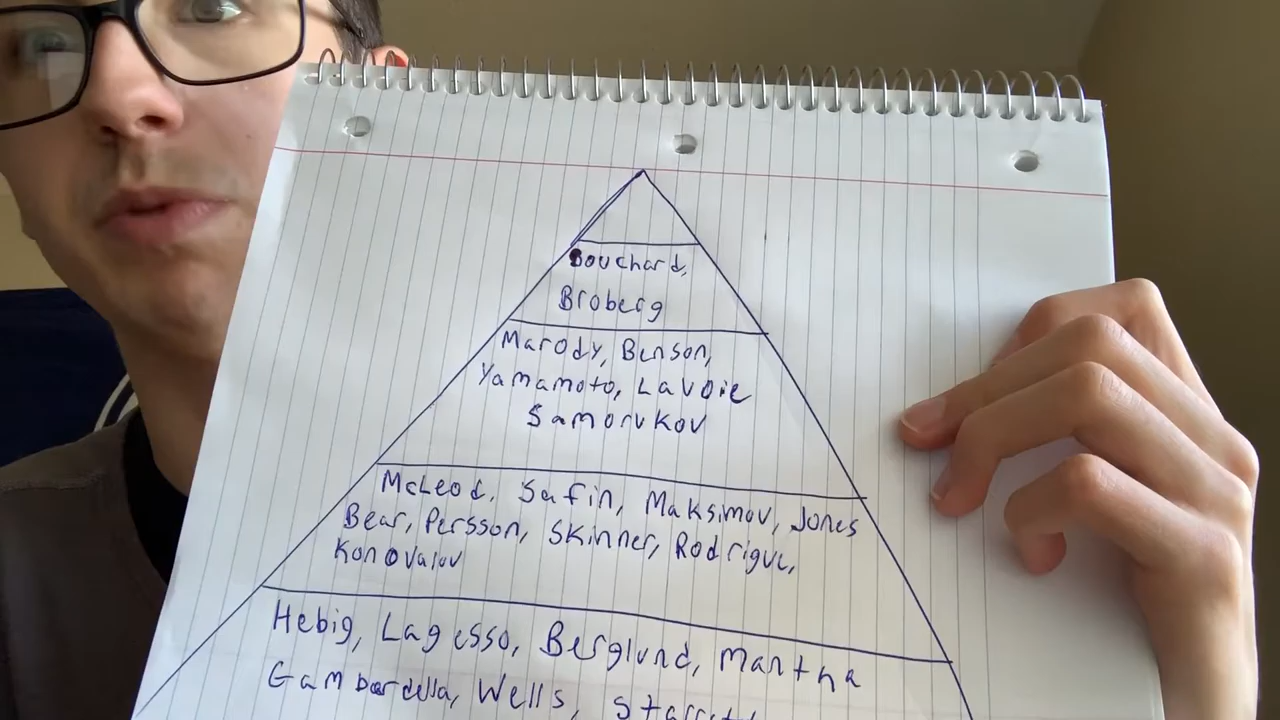 Bouchard,
Broberg
Marody, Benson,
Yamamoto, Lavoie
Samorukov
McLeod, Safin, Maksimov, Jones
Bear, Persson, Skinner, Rodrigue,
Konovalov
Hebig, Lagesso, Berglund, Mantha
Gambardella, Wells,